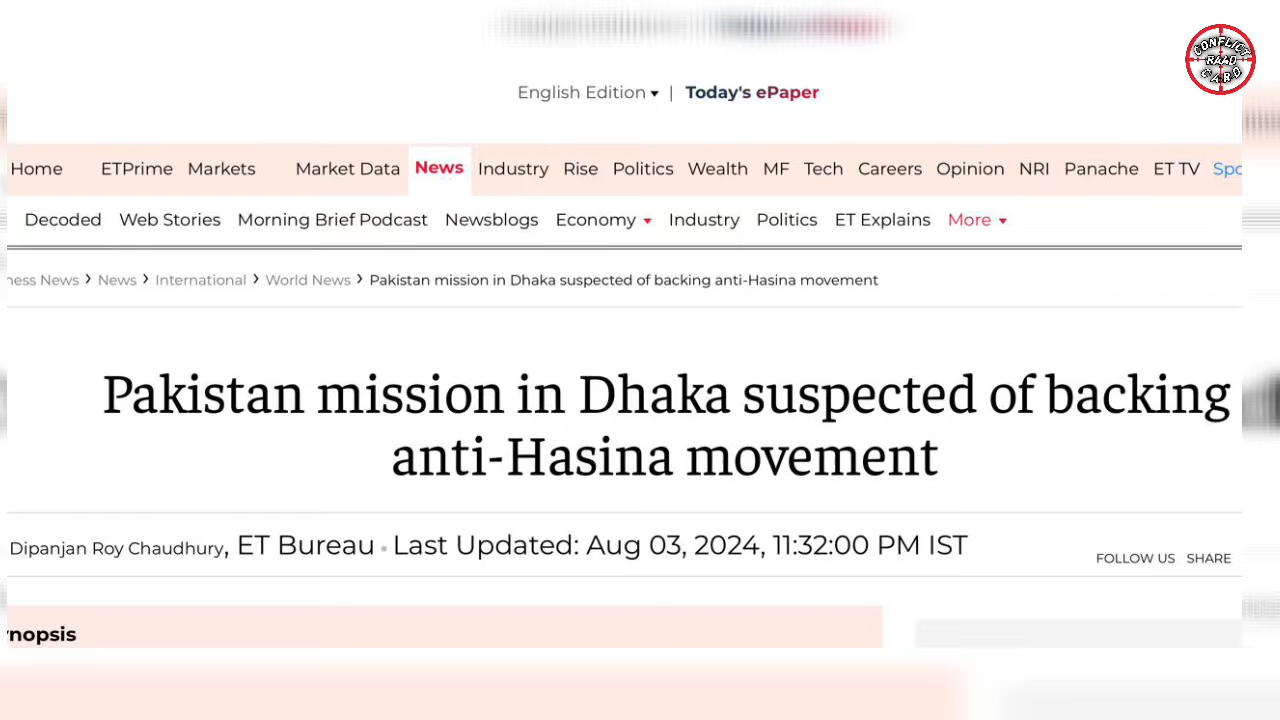 CONFLICT
CARD
English Edition | Today's ePaper
Home ETPrime Markets Market Data News Industry Rise Politics Wealth MF Tech Careers Opinion NRI Panache ET TV
Decoded Web Stories Morning Brief Podcast Newsblogs Economy Industry Politics ET Explains More
News › News › International › World News › Pakistan mission in Dhaka suspected of backing anti-Hasina movement
Pakistan mission in Dhaka suspected of backing
anti-Hasina movement
Dipanjan Roy Chaudhury, ET Bureau • Last Updated: Aug 03, 2024, 11:32:00 PM IST
FOLLOW US SHARE